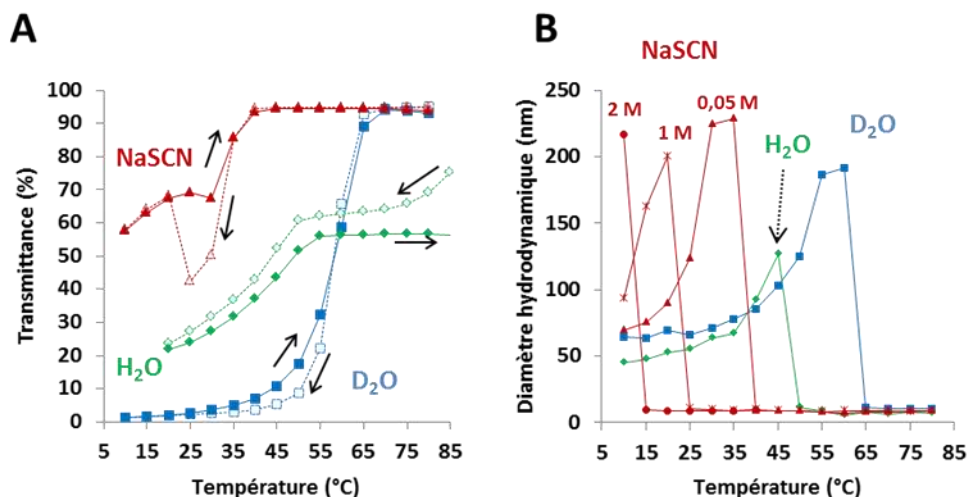 A
Transmittance (%)
100
90
80
70
60
50
40
30
20
10
0
NaSCN
H₂O
D₂O
5 15 25 35 45 55 65 75 85
Température (°C)
B
NaSCN
Diamètre hydrodynamique (nm)
250
200
150
100
50
0
2 M
1 M
0,05 M
H₂O
D₂O
5 15 25 35 45 55 65 75 85
Température (°C)